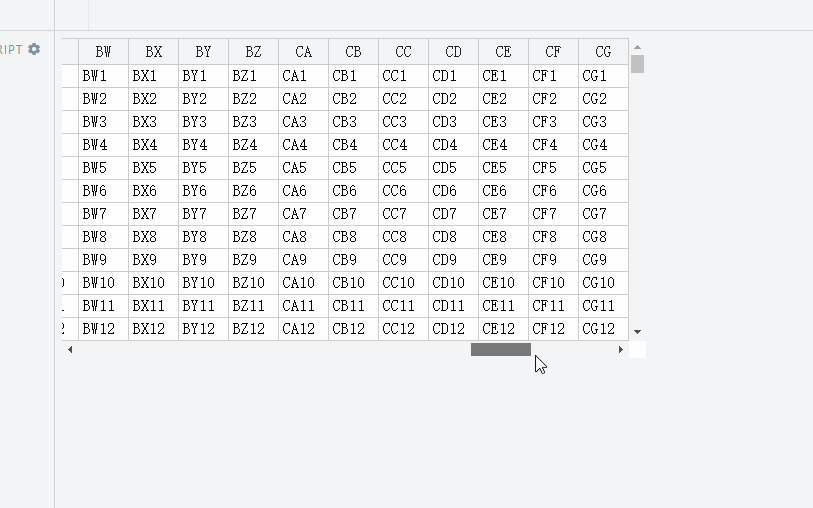 RIPT
BW BX BY BZ CA CB CC CD CE CF CG
BW1 BX1 BY1 BZ1 CA1 CB1 CC1 CD1 CE1 CF1 CG1
BW2 BX2 BY2 BZ2 CA2 CB2 CC2 CD2 CE2 CF2 CG2
BW3 BX3 BY3 BZ3 CA3 CB3 CC3 CD3 CE3 CF3 CG3
BW4 BX4 BY4 BZ4 CA4 CB4 CC4 CD4 CE4 CF4 CG4
BW5 BX5 BY5 BZ5 CA5 CB5 CC5 CD5 CE5 CF5 CG5
BW6 BX6 BY6 BZ6 CA6 CB6 CC6 CD6 CE6 CF6 CG6
BW7 BX7 BY7 BZ7 CA7 CB7 CC7 CD7 CE7 CF7 CG7
BW8 BX8 BY8 BZ8 CA8 CB8 CC8 CD8 CE8 CF8 CG8
BW9 BX9 BY9 BZ9 CA9 CB9 CC9 CD9 CE9 CF9 CG9
BW10 BX10 BY10 BZ10 CA10 CB10 CC10 CD10 CE10 CF10 CG10
BW11 BX11 BY11 BZ11 CA11 CB11 CC11 CD11 CE11 CF11 CG11
BW12 BX12 BY12 BZ12 CA12 CB12 CC12 CD12 CE12 CF12 CG12